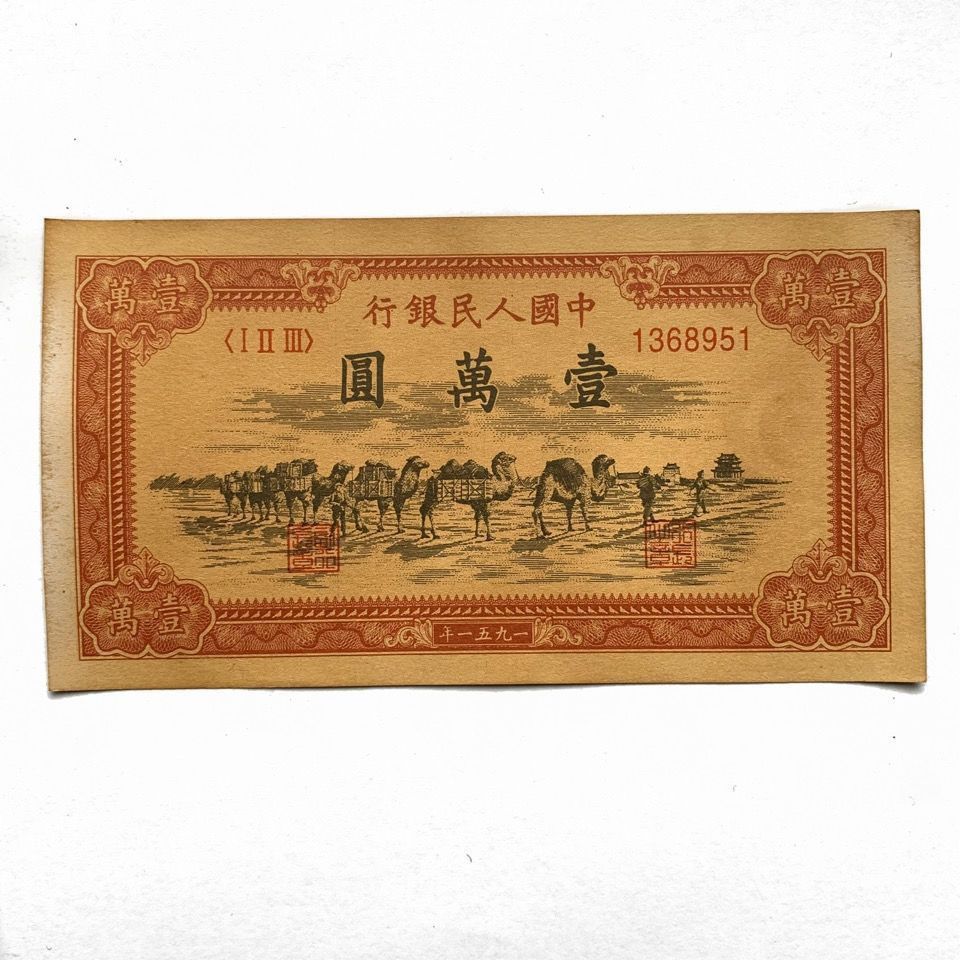 壹萬
壹萬
中國人民銀行
〈I II III〉
1368951
壹萬圓
壹萬
壹萬
一九五一年